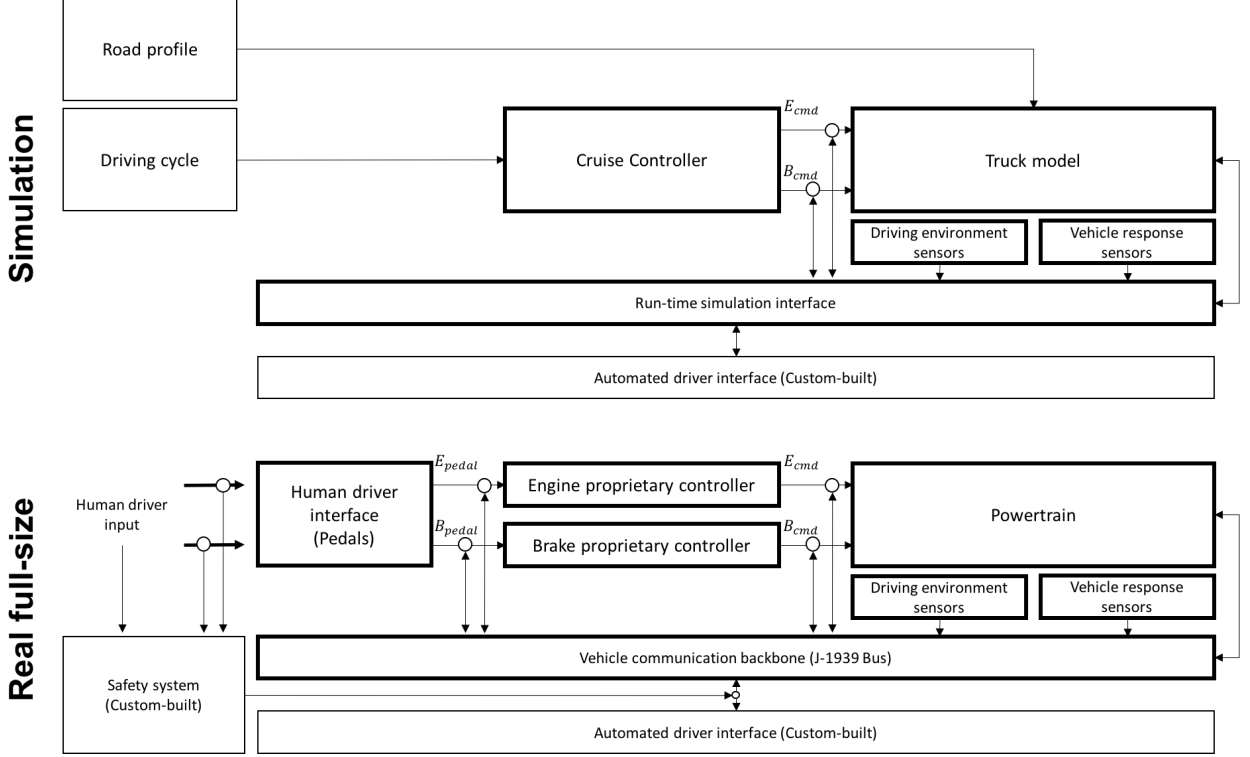 Simulation
Road profile
Driving cycle
Cruise Controller
E_cmd
B_cmd
Truck model
Driving environment
sensors
Vehicle response
sensors
Run-time simulation interface
Automated driver interface (Custom-built)
Real full-size
Human driver
input
Human driver
interface
(Pedals)
E_pedal
B_pedal
Engine proprietary controller
Brake proprietary controller
E_cmd
B_cmd
Powertrain
Driving environment
sensors
Vehicle response
sensors
Safety system
(Custom-built)
Vehicle communication backbone (J-1939 Bus)
Automated driver interface (Custom-built)